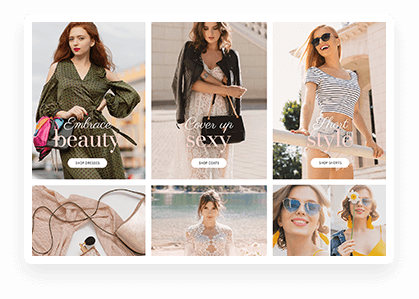 Embrace
beauty
SHOP DRESSES
Cover up
sexy
SHOP COATS
Short
style
SHOP SHORTS